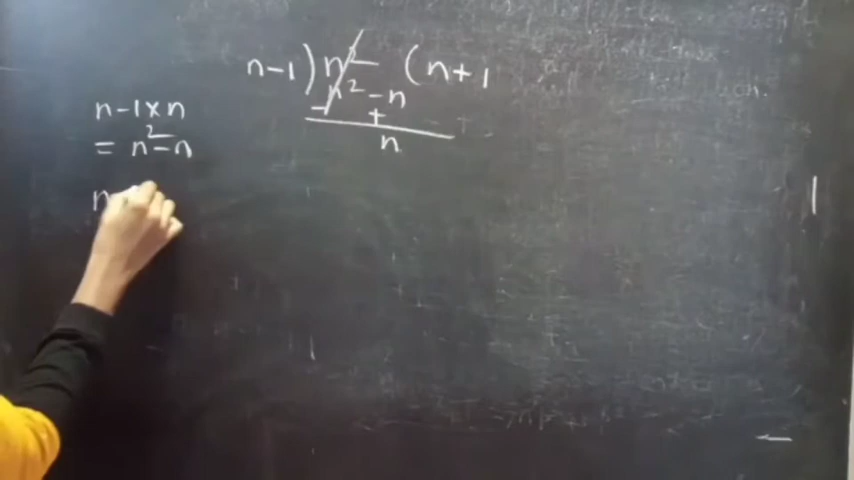 n-1) n² (n+1
n² - n
- +
n
n-1×n
= n²-n
n